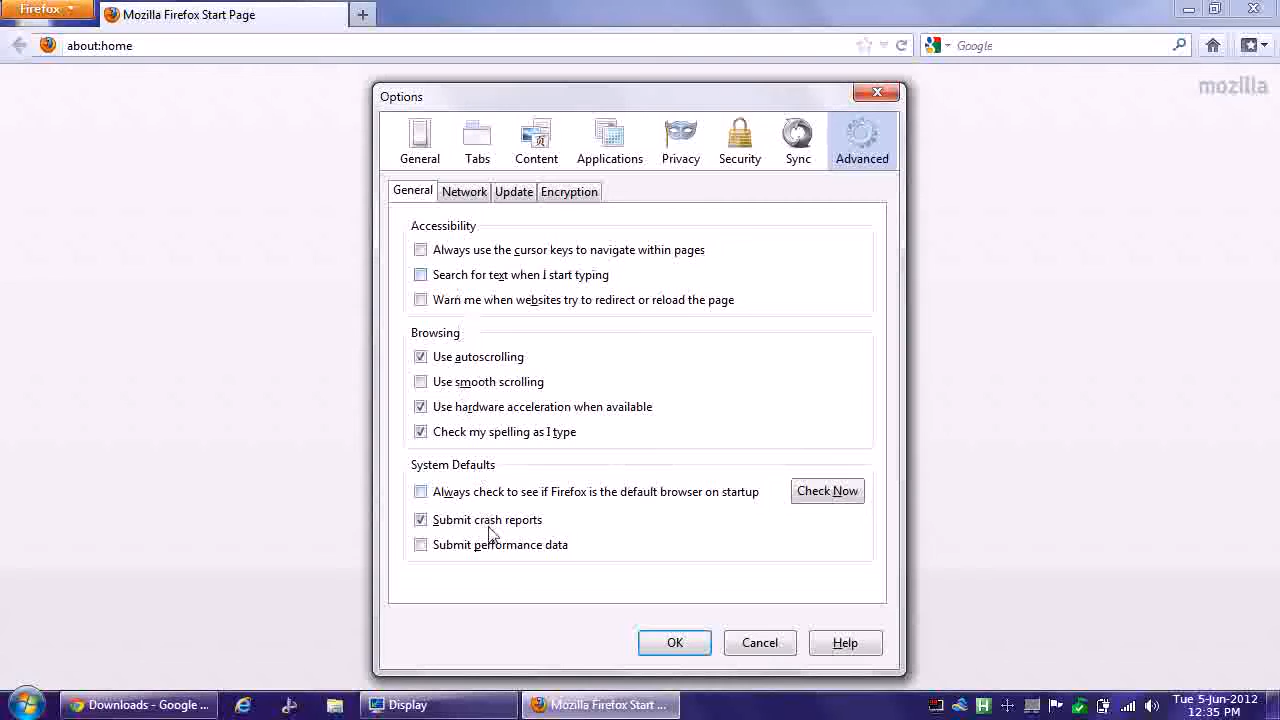 Firefox
Mozilla Firefox Start Page
about:home
Google
mozilla
Options
General
Tabs
Content
Applications
Privacy
Security
Sync
Advanced
General
Network
Update
Encryption
Accessibility
Always use the cursor keys to navigate within pages
Search for text when I start typing
Warn me when websites try to redirect or reload the page
Browsing
Use autoscrolling
Use smooth scrolling
Use hardware acceleration when available
Check my spelling as I type
System Defaults
Always check to see if Firefox is the default browser on startup
Check Now
Submit crash reports
Submit performance data
OK
Cancel
Help
Downloads - Google ...
Display
Mozilla Firefox Start ...
Tue 5-Jun-2012
12:35 PM